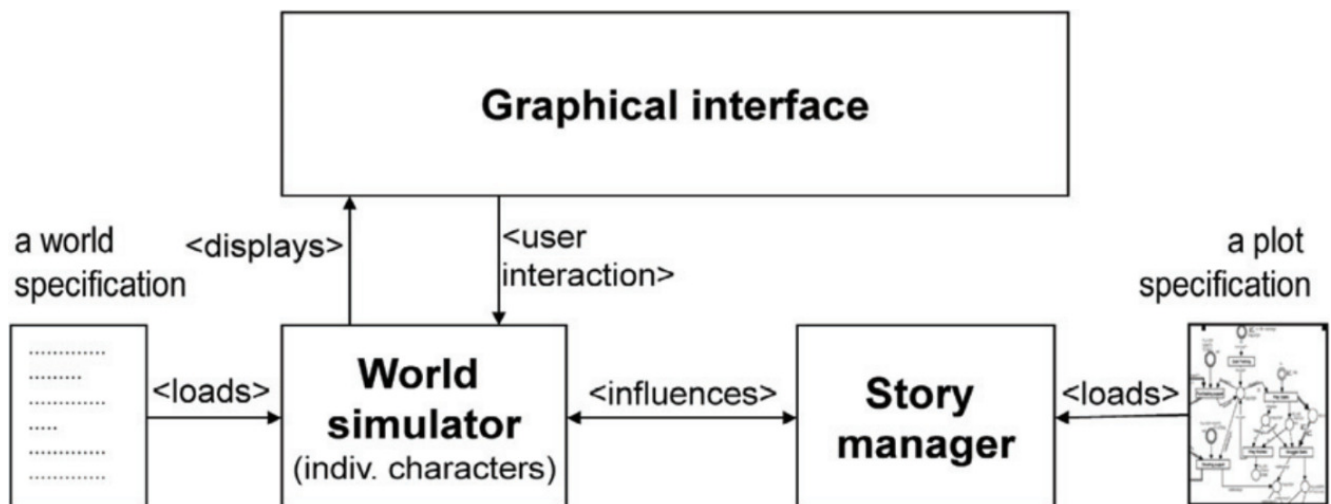 Graphical interface
a world
specification
<displays>
<user
interaction>
a plot
specification
<loads>
World
simulator
(indiv. characters)
<influences>
Story
manager
<loads>